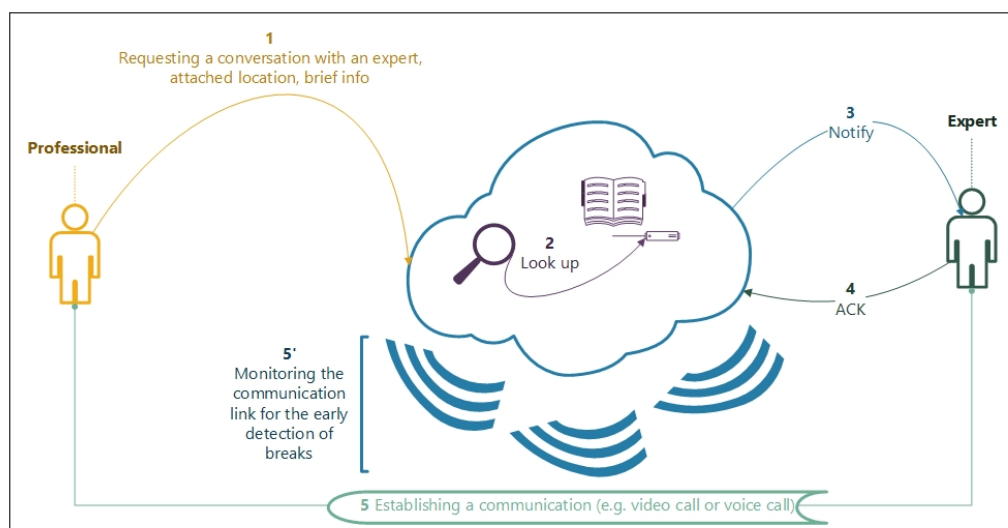 1
Requesting a conversation with an expert,
attached location, brief info
Professional
3
Notify
Expert
2
Look up
4
ACK
5'
Monitoring the
communication
link for the early
detection of
breaks
5 Establishing a communication (e.g. video call or voice call)